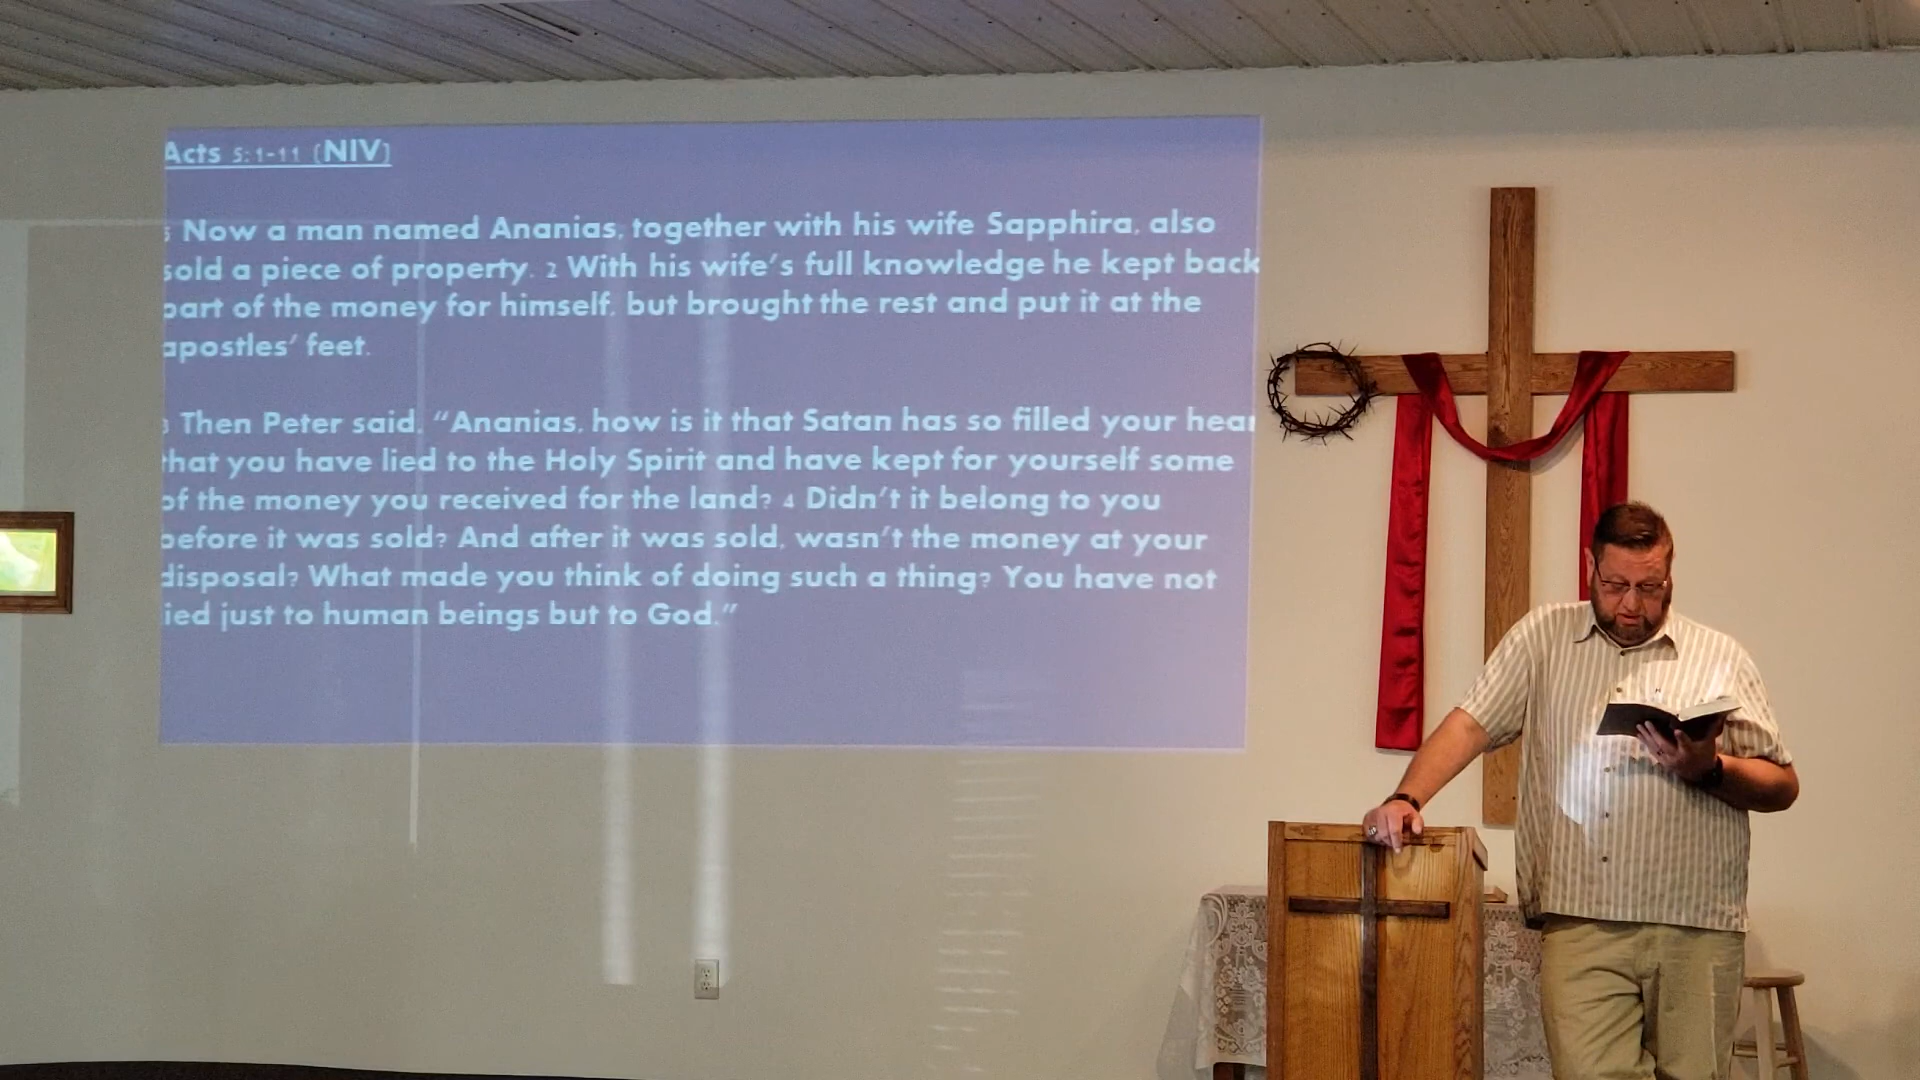 Acts 5:1-11 (NIV)
5 Now a man named Ananias, together with his wife Sapphira, also
sold a piece of property. 2 With his wife's full knowledge he kept back
part of the money for himself, but brought the rest and put it at the
apostles' feet.
3 Then Peter said, “Ananias, how is it that Satan has so filled your hear
that you have lied to the Holy Spirit and have kept for yourself some
of the money you received for the land? 4 Didn't it belong to you
before it was sold? And after it was sold, wasn't the money at your
disposal? What made you think of doing such a thing? You have not
lied just to human beings but to God.”